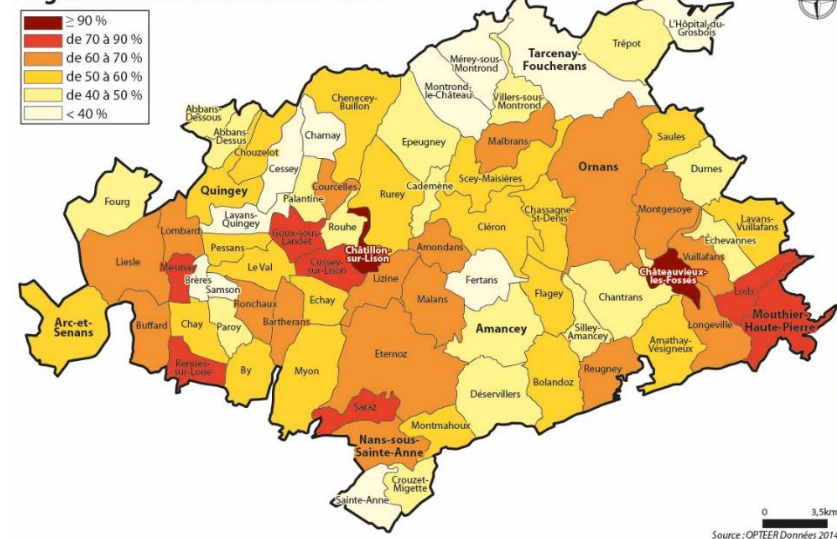 ≥ 90 %
de 70 à 90 %
de 60 à 70 %
de 50 à 60 %
de 40 à 50 %
< 40 %
L'Hôpital-du-
Grosbois
Trépot
Tarcenay-
Foucherans
Mérey-sous-
Montrond
Montrond-
le-Château
Villers-sous-
Montrond
Chenecey-
Buillon
Abbans-
Dessous
Abbans-
Dessus
Chouzelot
Charnay
Cessey
Epeugney
Malbrans
Saules
Ornans
Durnes
Fourg
Quingey
Palantine
Courcelles
Rurey
Cademène
Scey-Maisières
Chassagne-
St-Denis
Montgesoye
Lavans-
Vuillafans
Échevannes
Lavans-
Quingey
Lombard
Goux-sous-
Landet
Rouhe
Châtillon-
sur-Lison
Cléron
Amondans
Vuillafans
Liesle
Pessans
Mesmay
Le Val
Cussey-
sur-Lison
Lizine
Fertans
Châteauvieux-
les-Fossés
Chantrans
Lods
Brères
Samson
Ronchaux
Echay
Malans
Flagey
Mouthier-
Haute-Pierre
Arc-et-
Senans
Buffard
Chay
Paroy
Bartherans
Amancey
Silley-
Amancey
Longeville
Amathay-
Vésigneux
Eternoz
Rennes-
sur-Loue
By
Myon
Reugney
Bolandoz
Déservillers
Saraz
Montmahoux
Nans-sous-
Sainte-Anne
Crouzet-
Migette
Sainte-Anne
0 3,5km
Source : OPTEER Données 2014